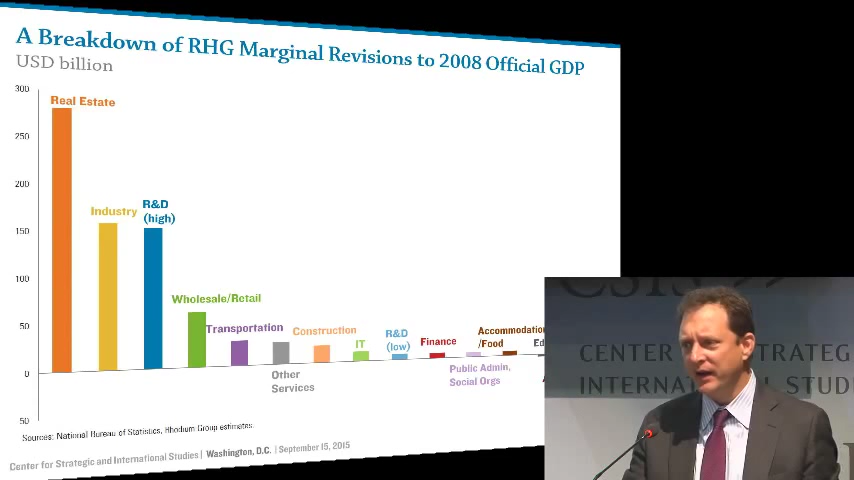 A Breakdown of RHG Marginal Revisions to 2008 Official GDP
USD billion
300
250
200
150
100
50
0
50
Real Estate
Industry
R&D
(high)
Wholesale/Retail
Transportation
Other
Services
Construction
IT
R&D
(low)
Finance
Public Admin,
Social Orgs
Accommodation
/Food
Ed
Sources: National Bureau of Statistics, Rhodium Group estimates.
Center for Strategic and International Studies | Washington, D.C. | September 15, 2015
CSIS
CENTER TRATEG
INTERNATIONAL STUD